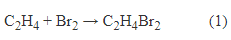 C₂H₄ + Br₂ → C₂H₄Br₂ (1)